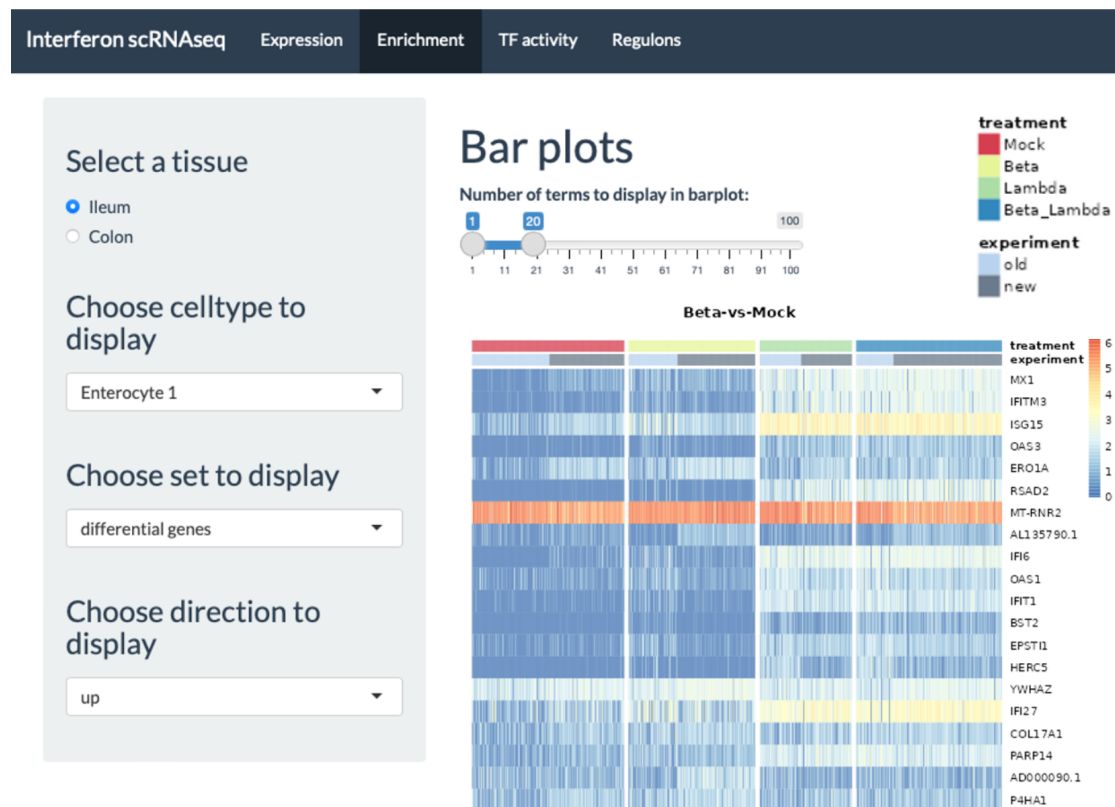 Interferon scRNAseq Expression Enrichment TF activity Regulons
Select a tissue
Ileum
Colon
Choose celltype to
display
Enterocyte 1
Choose set to display
differential genes
Choose direction to
display
up
Bar plots
Number of terms to display in barplot:
1 20 100
1 11 21 31 41 51 61 71 81 91 100
treatment
Mock
Beta
Lambda
Beta_Lambda
experiment
old
new
Beta-vs-Mock
treatment
experiment
MX1
IFITM3
ISG15
OAS3
ERO1A
RSAD2
MT-RNR2
AL135790.1
IFI6
OAS1
IFIT1
BST2
EPSTI1
HERC5
YWHAZ
IFI27
COL17A1
PARP14
AD000090.1
P4HA1
6
5
4
3
2
1
0